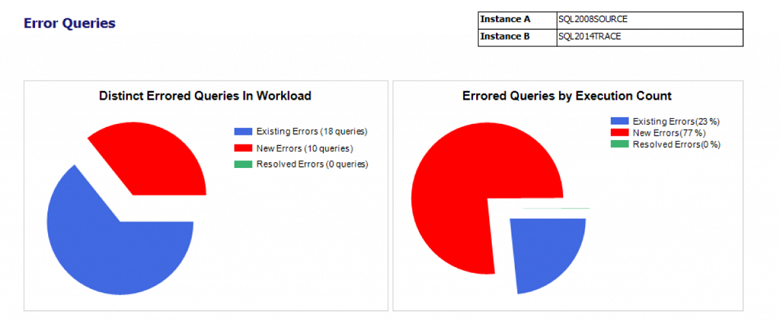 Error Queries
Instance A SQL2008SOURCE
Instance B SQL2014TRACE
Distinct Errored Queries In Workload
Existing Errors (18 queries)
New Errors (10 queries)
Resolved Errors (0 queries)
Errored Queries by Execution Count
Existing Errors(23 %)
New Errors(77 %)
Resolved Errors(0 %)